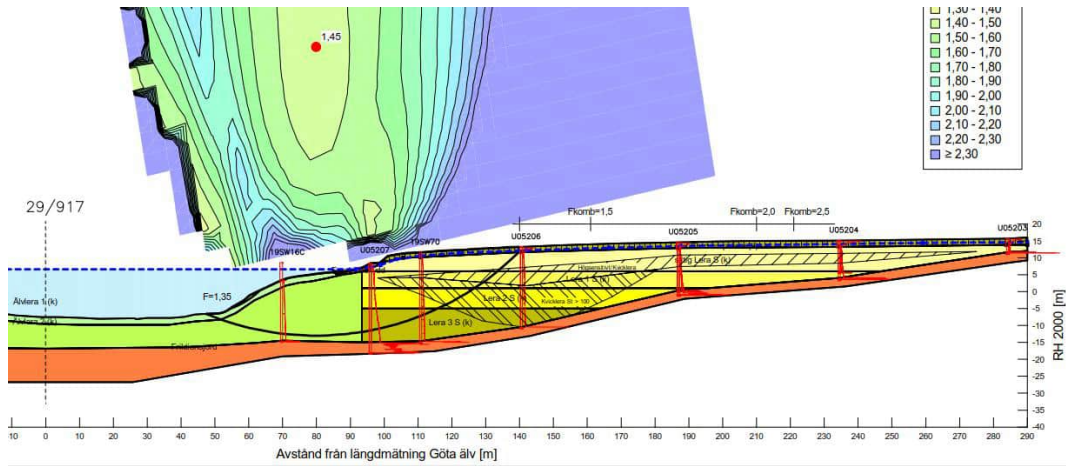 1,30 - 1,40
1,40 - 1,50
1,50 - 1,60
1,60 - 1,70
1,70 - 1,80
1,80 - 1,90
1,90 - 2,00
2,00 - 2,10
2,10 - 2,20
2,20 - 2,30
≥ 2,30
1,45
29/917
Fkomb=1,5
Fkomb=2,0
Fkomb=2,5
19SW16C
U05207
19SW70
U05206
U05205
U05204
U05203
F=1,35
Älvlera 1 (k)
Högsensitivt/Kvicklera
Lera S (k)
Lera 1 S (k)
Lera 2 S (k)
Kvicklera St > 100
Lera 3 S (k)
Friktionsjord
20
15
10
5
0
-5
-10
-15
-20
-25
-30
-35
-40
RH 2000 [m]
-10 0 10 20 30 40 50 60 70 80 90 100 110 120 130 140 150 160 170 180 190 200 210 220 230 240 250 260 270 280 290
Avstånd från längdmätning Göta älv [m]